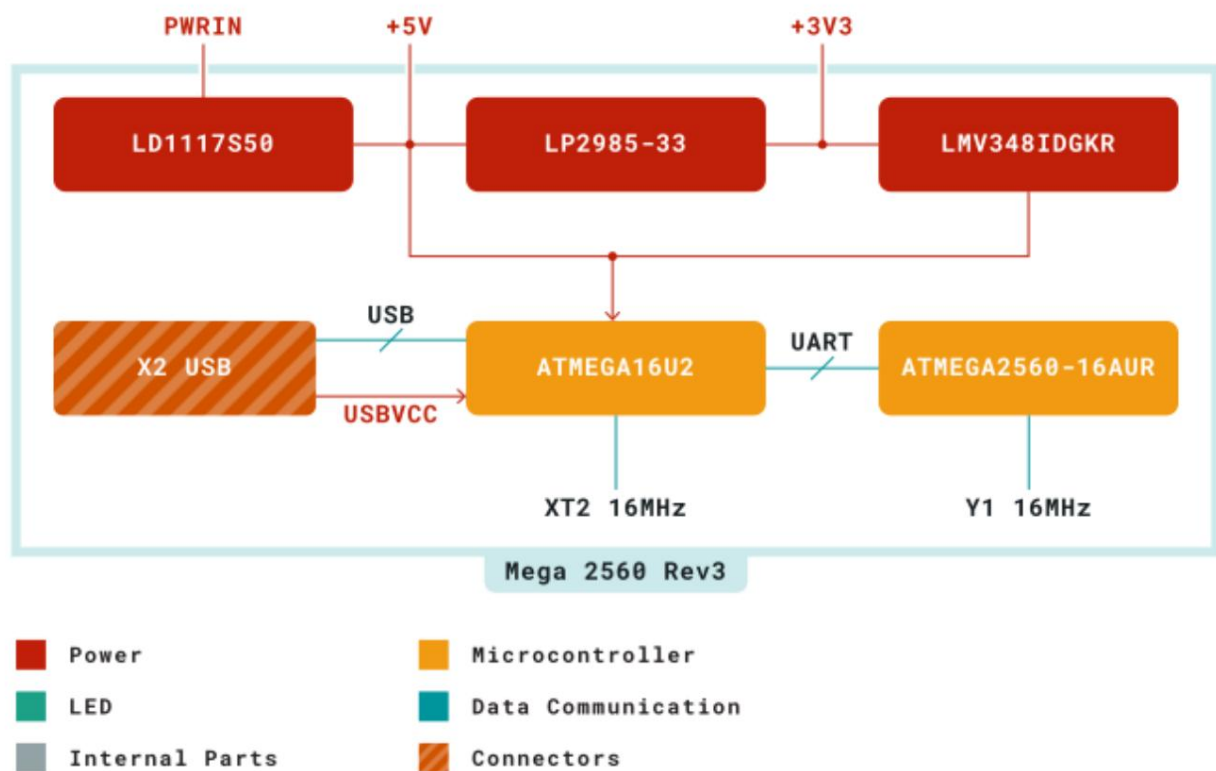 PWRIN
+5V
+3V3
LD1117S50
LP2985-33
LMV348IDGKR
USB
UART
X2 USB
ATMEGA16U2
ATMEGA2560-16AUR
USBVCC
XT2 16MHz
Y1 16MHz
Mega 2560 Rev3
Power
Microcontroller
LED
Data Communication
Internal Parts
Connectors